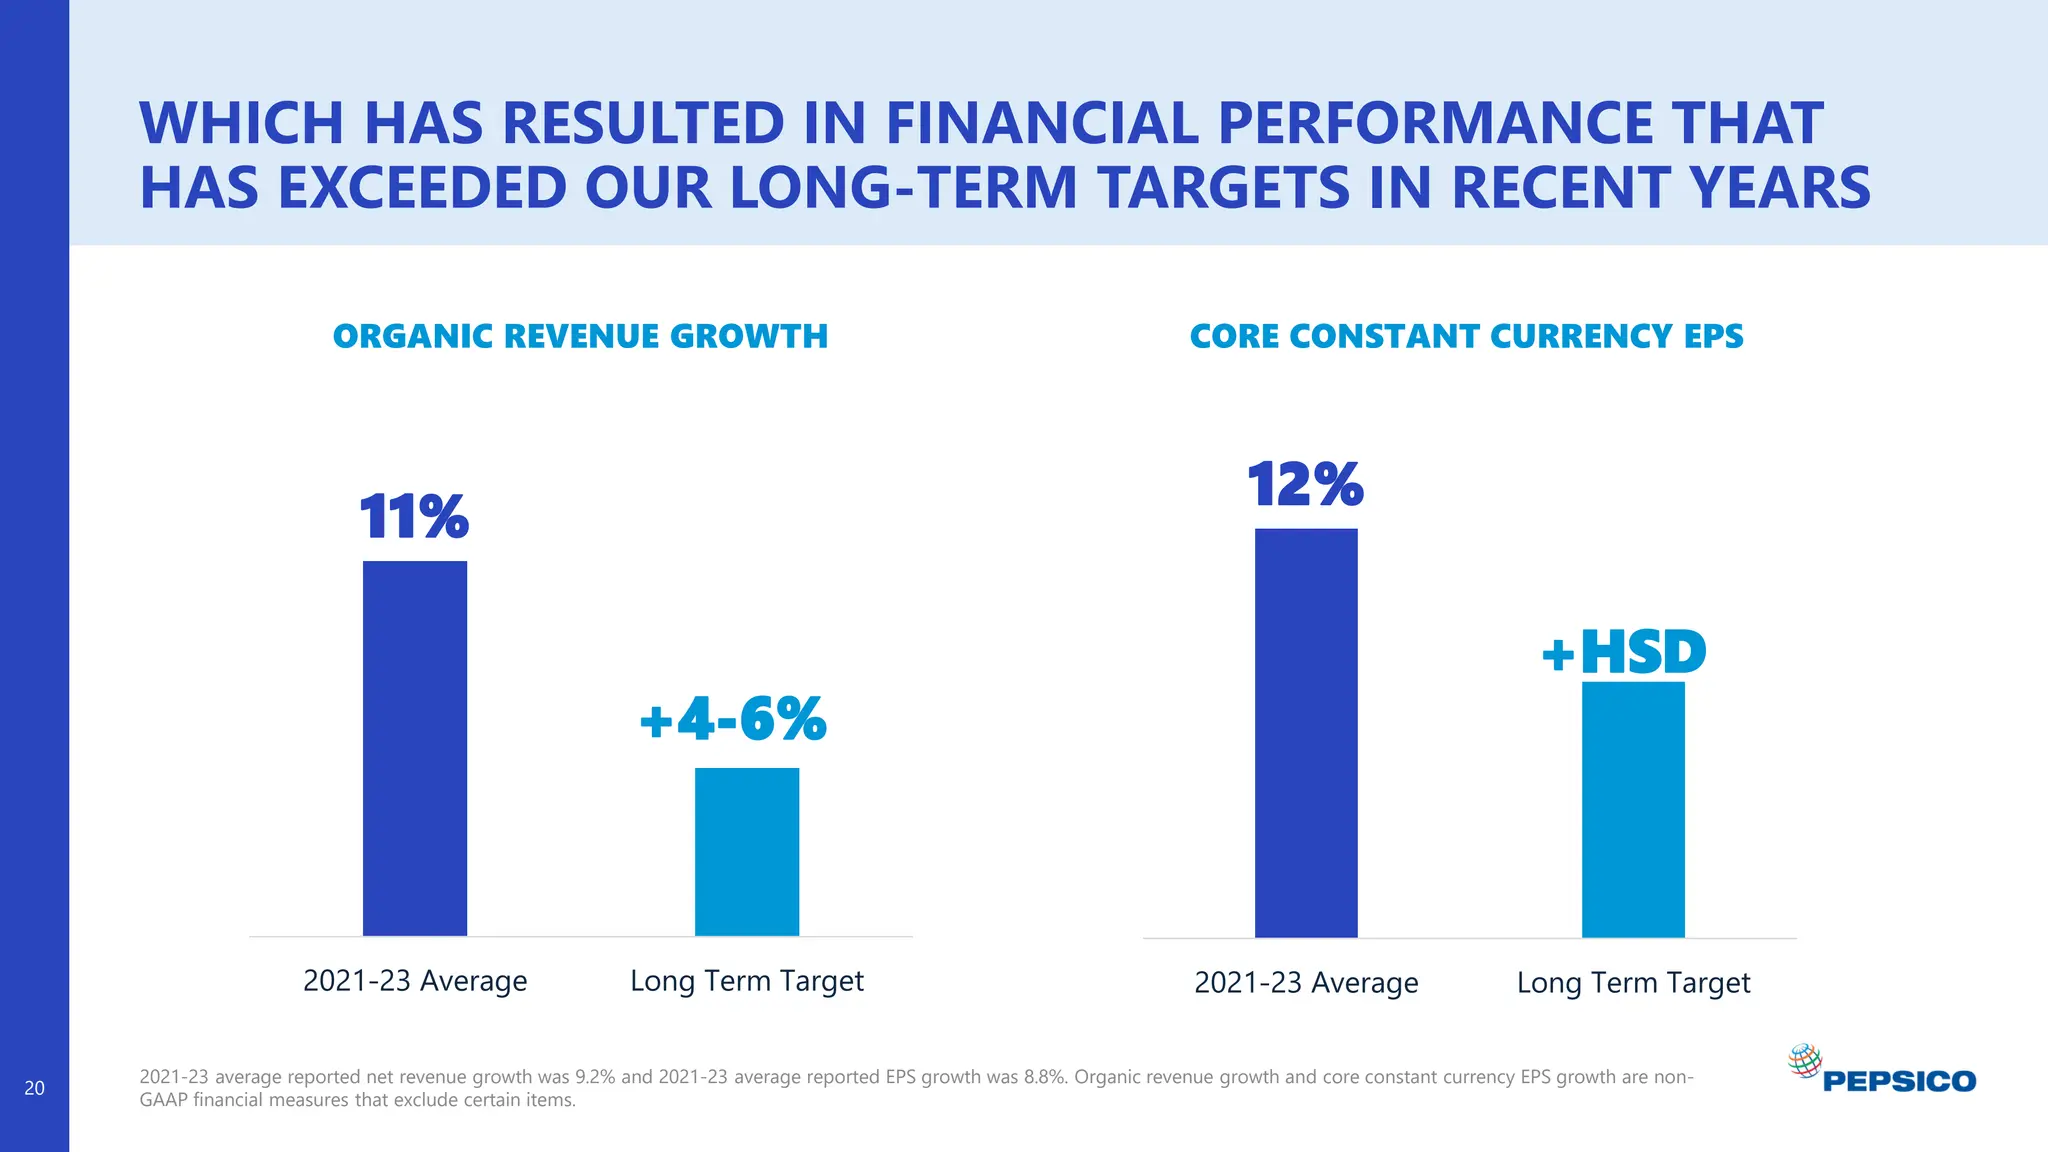 WHICH HAS RESULTED IN FINANCIAL PERFORMANCE THAT
HAS EXCEEDED OUR LONG-TERM TARGETS IN RECENT YEARS
ORGANIC REVENUE GROWTH
11%
+4-6%
2021-23 Average
Long Term Target
CORE CONSTANT CURRENCY EPS
12%
+HSD
2021-23 Average
Long Term Target
2021-23 average reported net revenue growth was 9.2% and 2021-23 average reported EPS growth was 8.8%. Organic revenue growth and core constant currency EPS growth are non-
GAAP financial measures that exclude certain items.
20
PEPSICO